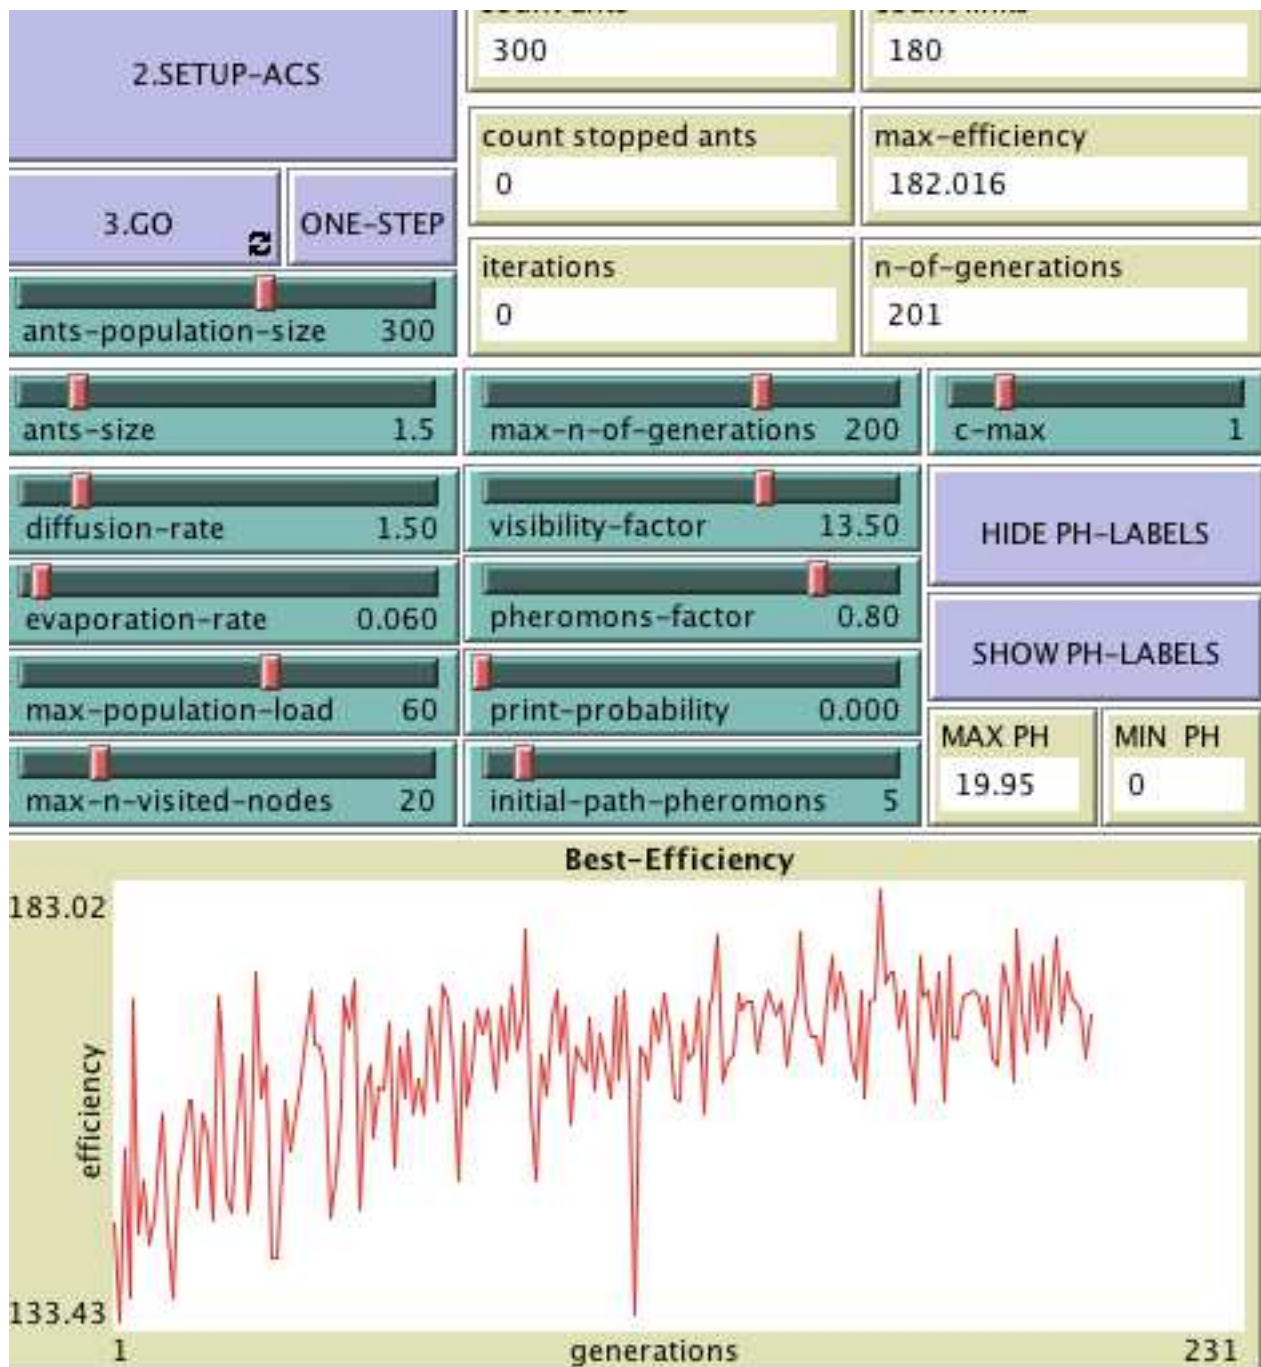 2.SETUP-ACS
300
180
count stopped ants
0
max-efficiency
182.016
3.GO
ONE-STEP
iterations
0
n-of-generations
201
ants-population-size 300
ants-size 1.5
max-n-of-generations 200
c-max 1
diffusion-rate 1.50
visibility-factor 13.50
HIDE PH-LABELS
evaporation-rate 0.060
pheromons-factor 0.80
SHOW PH-LABELS
max-population-load 60
print-probability 0.000
MAX PH
19.95
MIN PH
0
max-n-visited-nodes 20
initial-path-pheromons 5
Best-Efficiency
183.02
efficiency
133.43
1
generations
231